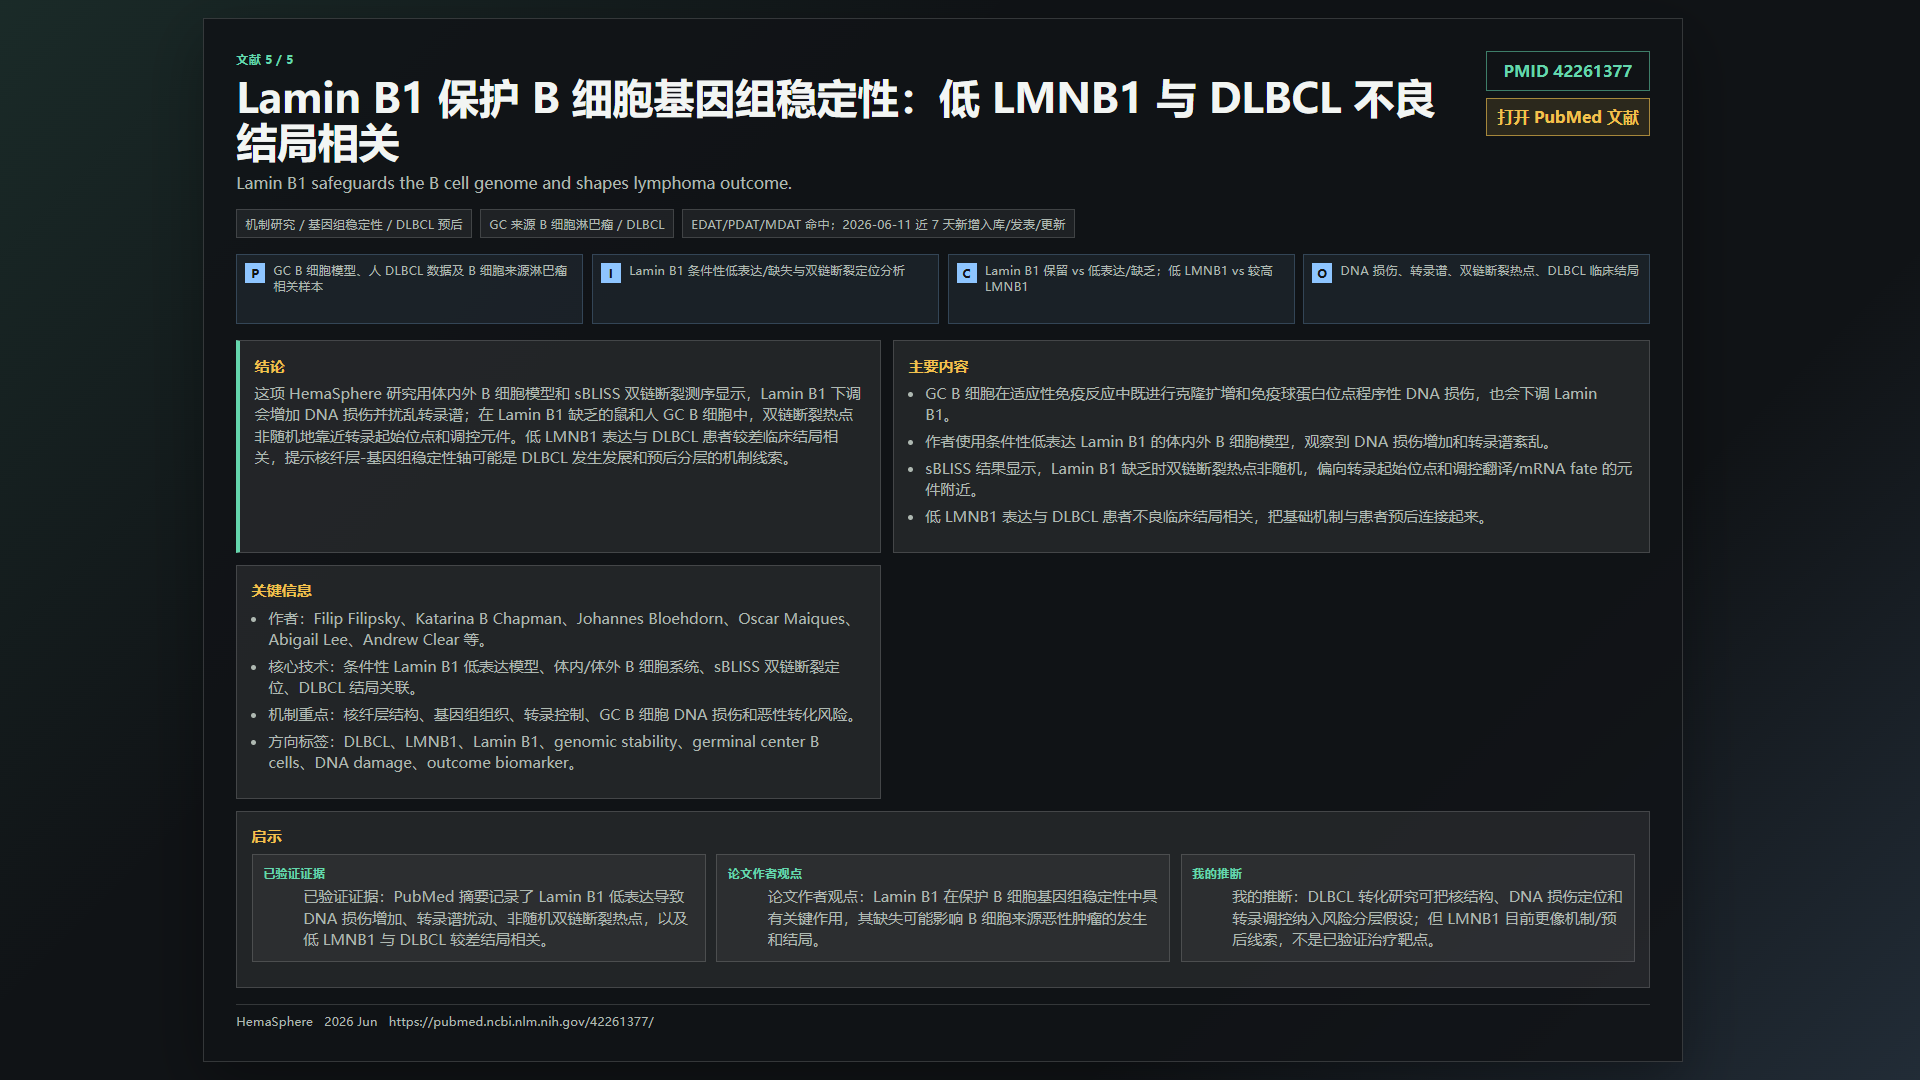 文献 5 / 5
Lamin B1 保护 B 细胞基因组稳定性：低 LMNB1 与 DLBCL 不良
结局相关
Lamin B1 safeguards the B cell genome and shapes lymphoma outcome.
PMID 42261377
打开 PubMed 文献
机制研究 / 基因组稳定性 / DLBCL 预后
GC 来源 B 细胞淋巴瘤 / DLBCL
EDAT/PDAT/MDAT 命中；2026-06-11 近 7 天新增入库/发表/更新
P
GC B 细胞模型、人 DLBCL 数据及 B 细胞来源淋巴瘤
相关样本
I
Lamin B1 条件性低表达/缺失与双链断裂定位分析
C
Lamin B1 保留 vs 低表达/缺乏；低 LMNB1 vs 较高
LMNB1
O
DNA 损伤、转录谱、双链断裂热点、DLBCL 临床结局
结论
这项 HemaSphere 研究用体内外 B 细胞模型和 sBLISS 双链断裂测序显示，Lamin B1 下调
会增加 DNA 损伤并扰乱转录谱；在 Lamin B1 缺乏的鼠和人 GC B 细胞中，双链断裂热点
非随机地靠近转录起始位点和调控元件。低 LMNB1 表达与 DLBCL 患者较差临床结局相
关，提示核纤层-基因组稳定性轴可能是 DLBCL 发生发展和预后分层的机制线索。
主要内容
• GC B 细胞在适应性免疫反应中既进行克隆扩增和免疫球蛋白位点程序性 DNA 损伤，也会下调 Lamin
B1。
• 作者使用条件性低表达 Lamin B1 的体内外 B 细胞模型，观察到 DNA 损伤增加和转录谱紊乱。
• sBLISS 结果显示，Lamin B1 缺乏时双链断裂热点非随机，偏向转录起始位点和调控翻译/mRNA fate 的元
件附近。
• 低 LMNB1 表达与 DLBCL 患者不良临床结局相关，把基础机制与患者预后连接起来。
关键信息
• 作者：Filip Filipsky、Katarina B Chapman、Johannes Bloehdorn、Oscar Maiques、
Abigail Lee、Andrew Clear 等。
• 核心技术：条件性 Lamin B1 低表达模型、体内/体外 B 细胞系统、sBLISS 双链断裂定
位、DLBCL 结局关联。
• 机制重点：核纤层结构、基因组组织、转录控制、GC B 细胞 DNA 损伤和恶性转化风险。
• 方向标签：DLBCL、LMNB1、Lamin B1、genomic stability、germinal center B
cells、DNA damage、outcome biomarker。
启示
已验证证据
已验证证据：PubMed 摘要记录了 Lamin B1 低表达导致
DNA 损伤增加、转录谱扰动、非随机双链断裂热点，以及
低 LMNB1 与 DLBCL 较差结局相关。
论文作者观点
论文作者观点：Lamin B1 在保护 B 细胞基因组稳定性中具
有关键作用，其缺失可能影响 B 细胞来源恶性肿瘤的发生
和结局。
我的推断
我的推断：DLBCL 转化研究可把核结构、DNA 损伤定位和
转录调控纳入风险分层假设；但 LMNB1 目前更像机制/预
后线索，不是已验证治疗靶点。
HemaSphere 2026 Jun https://pubmed.ncbi.nlm.nih.gov/42261377/